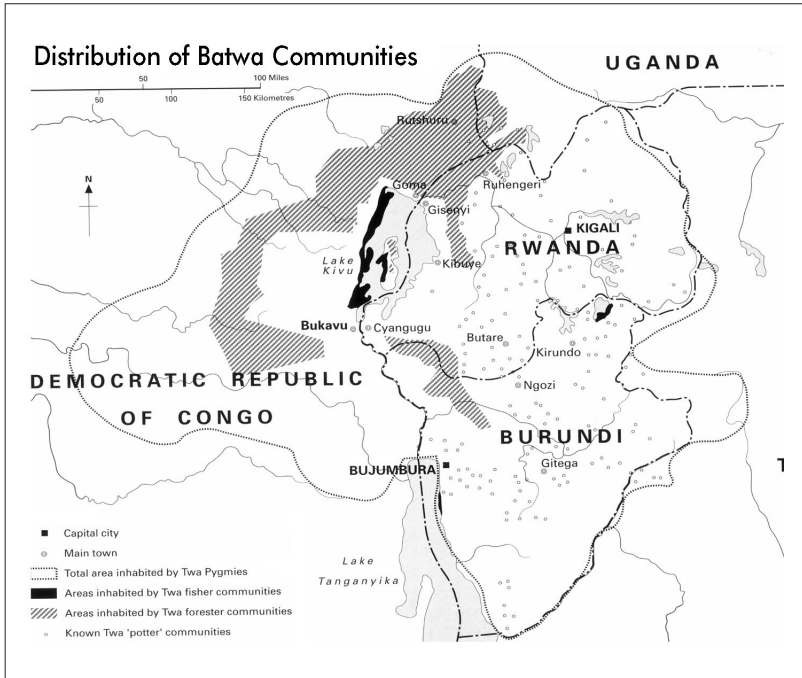 Distribution of Batwa Communities
50
100 Miles
50
100
150 Kilometres
UGANDA
Rutshuru
N
Goma
Ruhengeri
Gisenyi
KIGALI
RWANDA
Lake
Kivu
Kibuye
Bukavu
Cyangugu
Butare
Kirundo
DEMOCRATIC REPUBLIC
OF CONGO
Ngozi
BURUNDI
BUJUMBURA
Gitega
T
Lake
Tanganyika
Capital city
Main town
Total area inhabited by Twa Pygmies
Areas inhabited by Twa fisher communities
Areas inhabited by Twa forester communities
Known Twa 'potter' communities